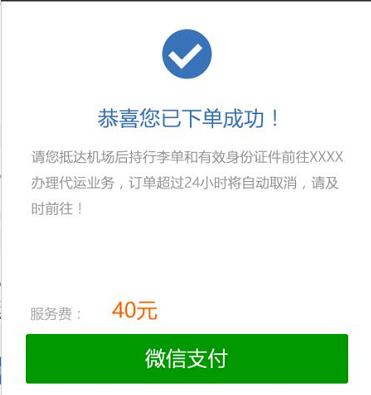 恭喜您已下单成功！
请您抵达机场后持行李单和有效身份证件前往XXXX
办理代运业务，订单超过24小时将自动取消，请及
时前往！
服务费： 40元
微信支付